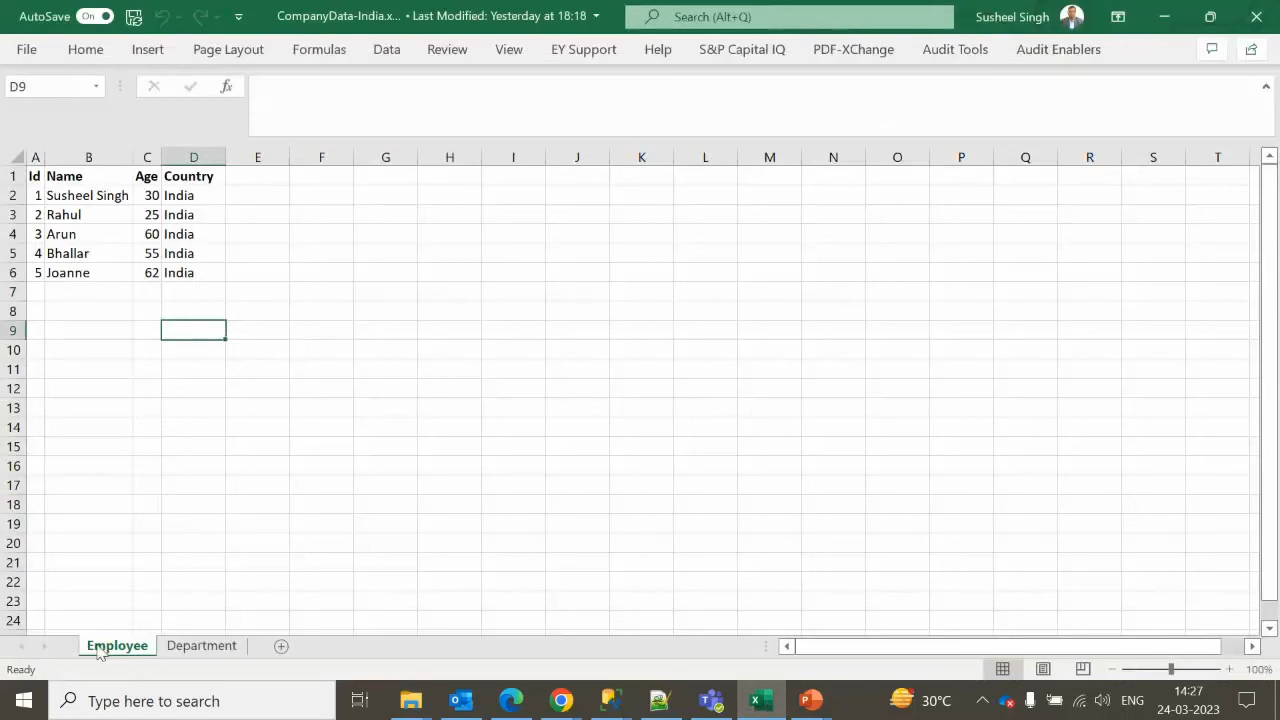 AutoSave On CompanyData-India.x... • Last Modified: Yesterday at 18:18 Search (Alt+Q) Susheel Singh
File Home Insert Page Layout Formulas Data Review View EY Support Help S&P Capital IQ PDF-XChange Audit Tools Audit Enablers
D9 fx
A B C D E F G H I J K L M N O P Q R S T
1 Id Name Age Country
2 1 Susheel Singh 30 India
3 2 Rahul 25 India
4 3 Arun 60 India
5 4 Bhallar 55 India
6 5 Joanne 62 India
7
8
9
10
11
12
13
14
15
16
17
18
19
20
21
22
23
24
Employee Department
Ready 100%
Type here to search 30°C ENG 14:27
24-03-2023